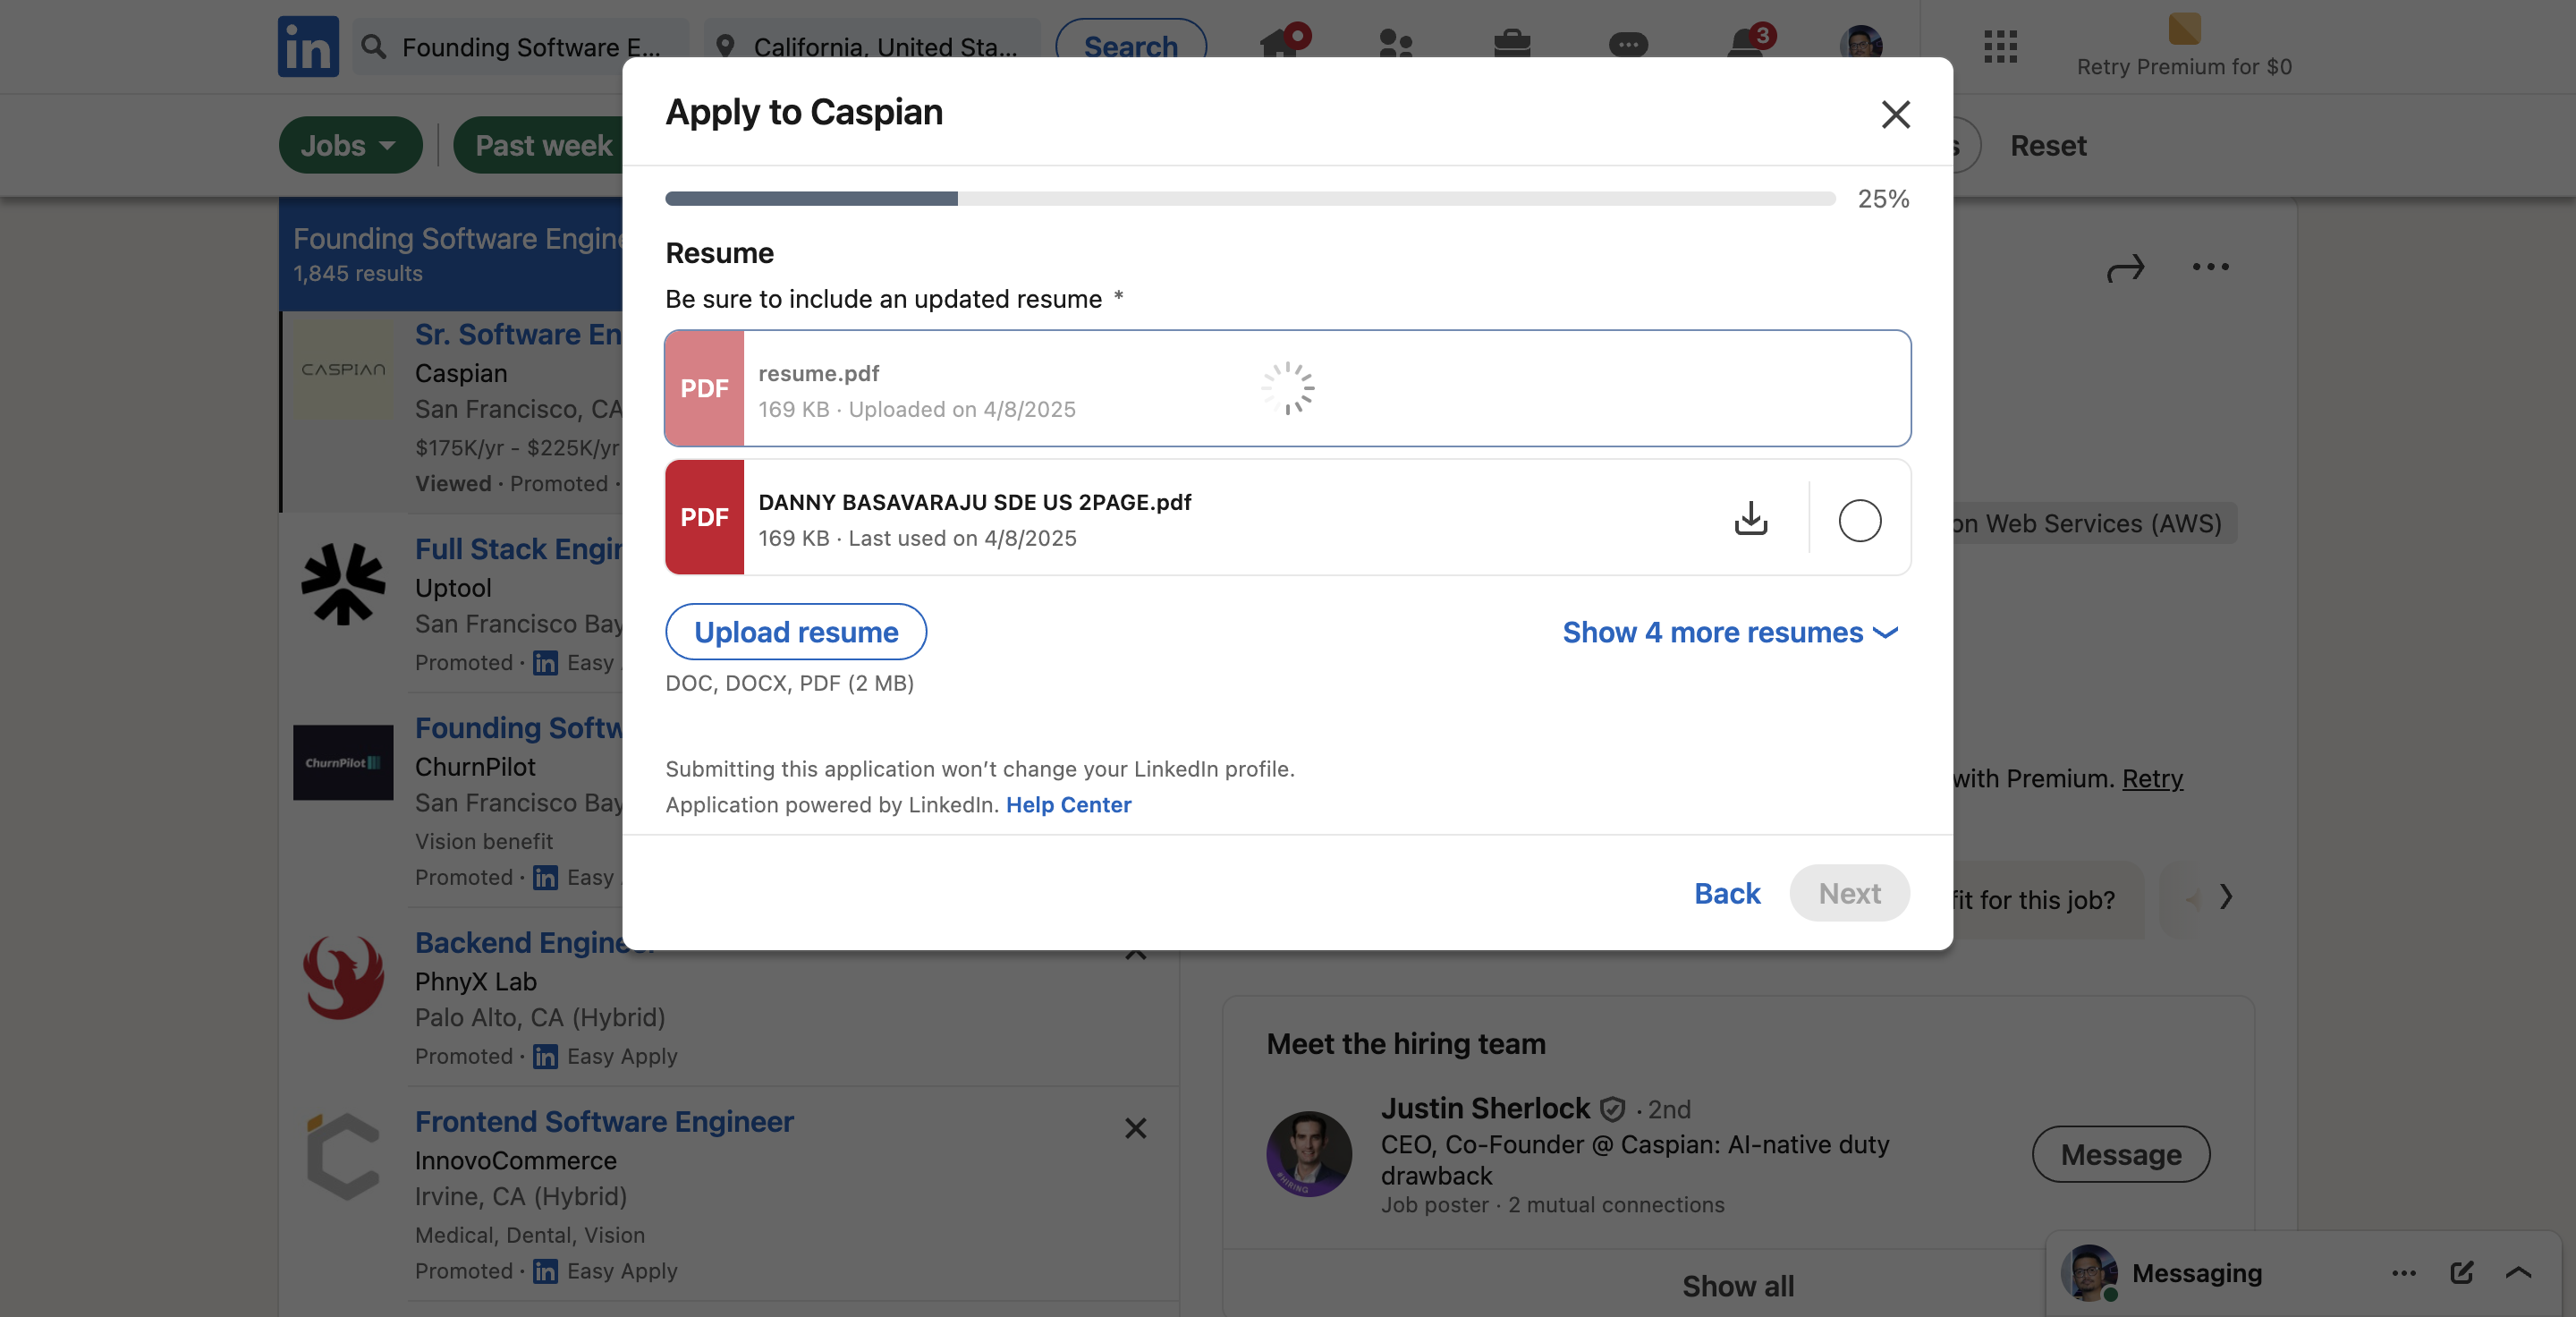 in
Founding Software E...
California, United Sta...
Search
3
Retry Premium for $0
Jobs
Past week
Reset
Founding Software Engine
1,845 results
CASPIAN
Sr. Software En
Caspian
San Francisco, CA
$175K/yr - $225K/yr
Viewed · Promoted ·
Full Stack Engir
Uptool
San Francisco Bay
Promoted · in Easy
ChurnPilot
Founding Softw
ChurnPilot
San Francisco Bay
Vision benefit
Promoted · in Easy
Backend Engineer
PhnyX Lab
Palo Alto, CA (Hybrid)
Promoted · in Easy Apply
Frontend Software Engineer
InnovoCommerce
Irvine, CA (Hybrid)
Medical, Dental, Vision
Promoted · in Easy Apply
Apply to Caspian
25%
Resume
Be sure to include an updated resume *
PDF
resume.pdf
169 KB · Uploaded on 4/8/2025
PDF
DANNY BASAVARAJU SDE US 2PAGE.pdf
169 KB · Last used on 4/8/2025
Upload resume
Show 4 more resumes
DOC, DOCX, PDF (2 MB)
Submitting this application won’t change your LinkedIn profile.
Application powered by LinkedIn. Help Center
Back
Next
on Web Services (AWS)
with Premium. Retry
fit for this job?
Meet the hiring team
#HIRING
Justin Sherlock · 2nd
CEO, Co-Founder @ Caspian: AI-native duty
drawback
Job poster · 2 mutual connections
Message
Show all
Messaging